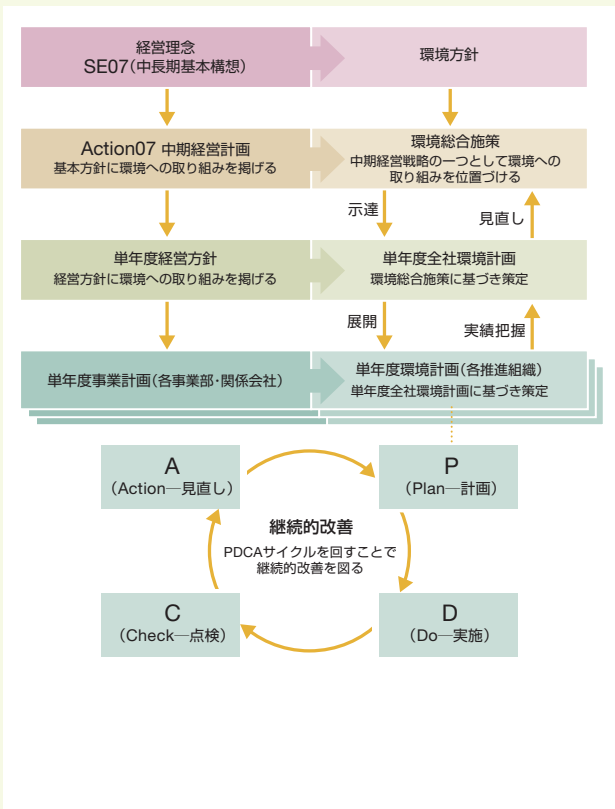 経営理念
SE07（中長期基本構想）
環境方針
Action07 中期経営計画
基本方針に環境への取り組みを掲げる
環境総合施策
中期経営戦略の一つとして環境への
取り組みを位置づける
示達
見直し
単年度経営方針
経営方針に環境への取り組みを掲げる
単年度全社環境計画
環境総合施策に基づき策定
展開
実績把握
単年度事業計画（各事業部・関係会社）
単年度環境計画（各推進組織）
単年度全社環境計画に基づき策定
A
（Action―見直し）
P
（Plan―計画）
継続的改善
PDCAサイクルを回すことで
継続的改善を図る
C
（Check―点検）
D
（Do―実施）